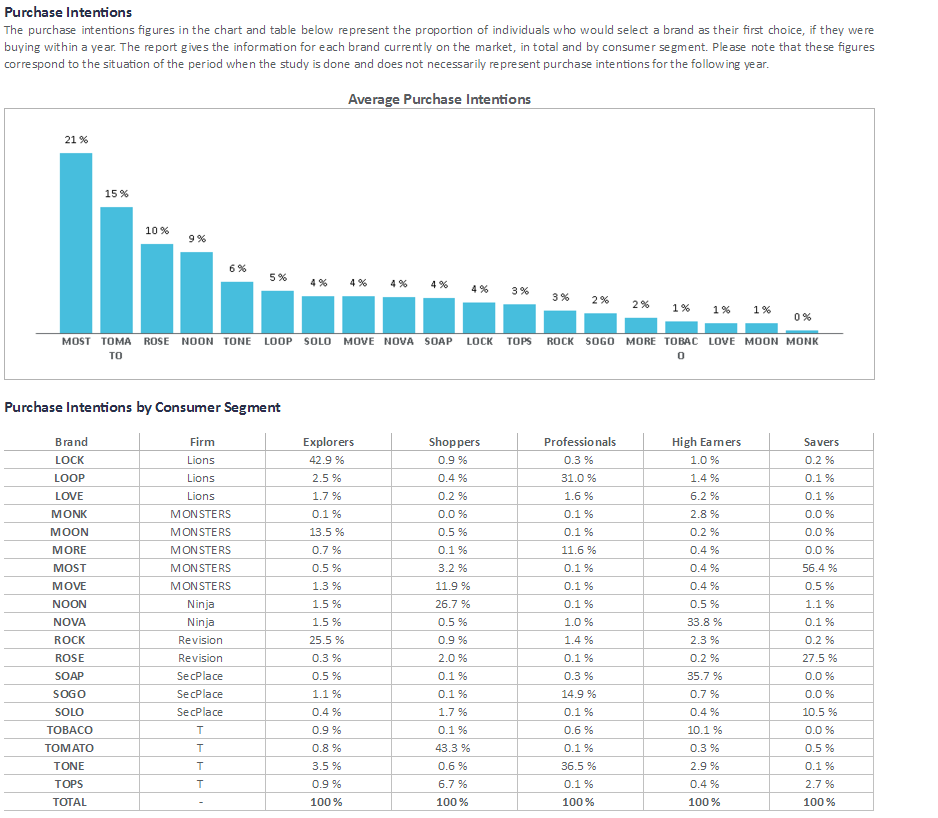 Purchase Intentions
The purchase intentions figures in the chart and table below represent the proportion of individuals who would select a brand as their first choice, if they were
buying within a year. The report gives the information for each brand currently on the market, in total and by consumer segment. Please note that these figures
correspond to the situation of the period when the study is done and does not necessarily represent purchase intentions for the following year.
Average Purchase Intentions
21 %
15 %
10 %
9 %
6 %
5 %
4 %
4 %
4 %
4 %
4 %
3 %
3 %
2 %
2 %
1 %
1 %
1 %
0 %
MOST TOMA ROSE NOON TONE LOOP SOLO MOVE NOVA SOAP LOCK TOPS ROCK SOGO MORE TOBAC LOVE MOON MONK
TO O
Purchase Intentions by Consumer Segment
Brand Firm Explorers Shoppers Professionals High Earners Savers
LOCK Lions 42.9 % 0.9 % 0.3 % 1.0 % 0.2 %
LOOP Lions 2.5 % 0.4 % 31.0 % 1.4 % 0.1 %
LOVE Lions 1.7 % 0.2 % 1.6 % 6.2 % 0.1 %
MONK MONSTERS 0.1 % 0.0 % 0.1 % 2.8 % 0.0 %
MOON MONSTERS 13.5 % 0.5 % 0.1 % 0.2 % 0.0 %
MORE MONSTERS 0.7 % 0.1 % 11.6 % 0.4 % 0.0 %
MOST MONSTERS 0.5 % 3.2 % 0.1 % 0.4 % 56.4 %
MOVE MONSTERS 1.3 % 11.9 % 0.1 % 0.4 % 0.5 %
NOON Ninja 1.5 % 26.7 % 0.1 % 0.5 % 1.1 %
NOVA Ninja 1.5 % 0.5 % 1.0 % 33.8 % 0.1 %
ROCK Revision 25.5 % 0.9 % 1.4 % 2.3 % 0.2 %
ROSE Revision 0.3 % 2.0 % 0.1 % 0.2 % 27.5 %
SOAP SecPlace 0.5 % 0.1 % 0.3 % 35.7 % 0.0 %
SOGO SecPlace 1.1 % 0.1 % 14.9 % 0.7 % 0.0 %
SOLO SecPlace 0.4 % 1.7 % 0.1 % 0.4 % 10.5 %
TOBACO T 0.9 % 0.1 % 0.6 % 10.1 % 0.0 %
TOMATO T 0.8 % 43.3 % 0.1 % 0.3 % 0.5 %
TONE T 3.5 % 0.6 % 36.5 % 2.9 % 0.1 %
TOPS T 0.9 % 6.7 % 0.1 % 0.4 % 2.7 %
TOTAL - 100 % 100 % 100 % 100 % 100 %